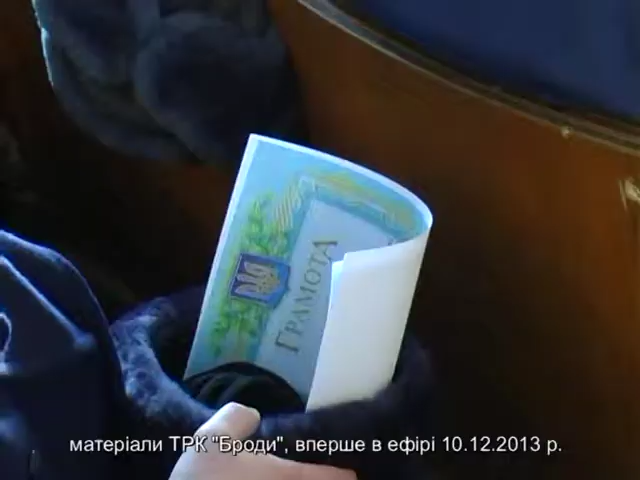 ГРАМОТА
матеріали ТРК "Броди", вперше в ефірі 10.12.2013 р.